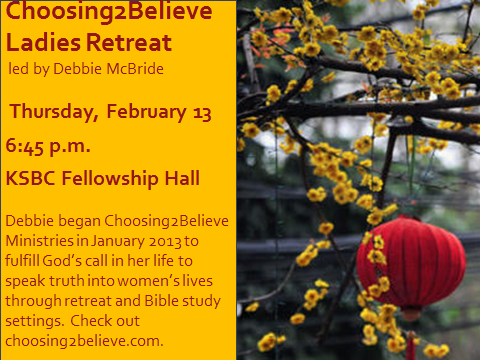 Choosing2Believe
Ladies Retreat
led by Debbie McBride
Thursday, February 13
6:45 p.m.
KSBC Fellowship Hall
Debbie began Choosing2Believe
Ministries in January 2013 to
fulfill God's call in her life to
speak truth into women's lives
through retreat and Bible study
settings. Check out
choosing2believe.com.